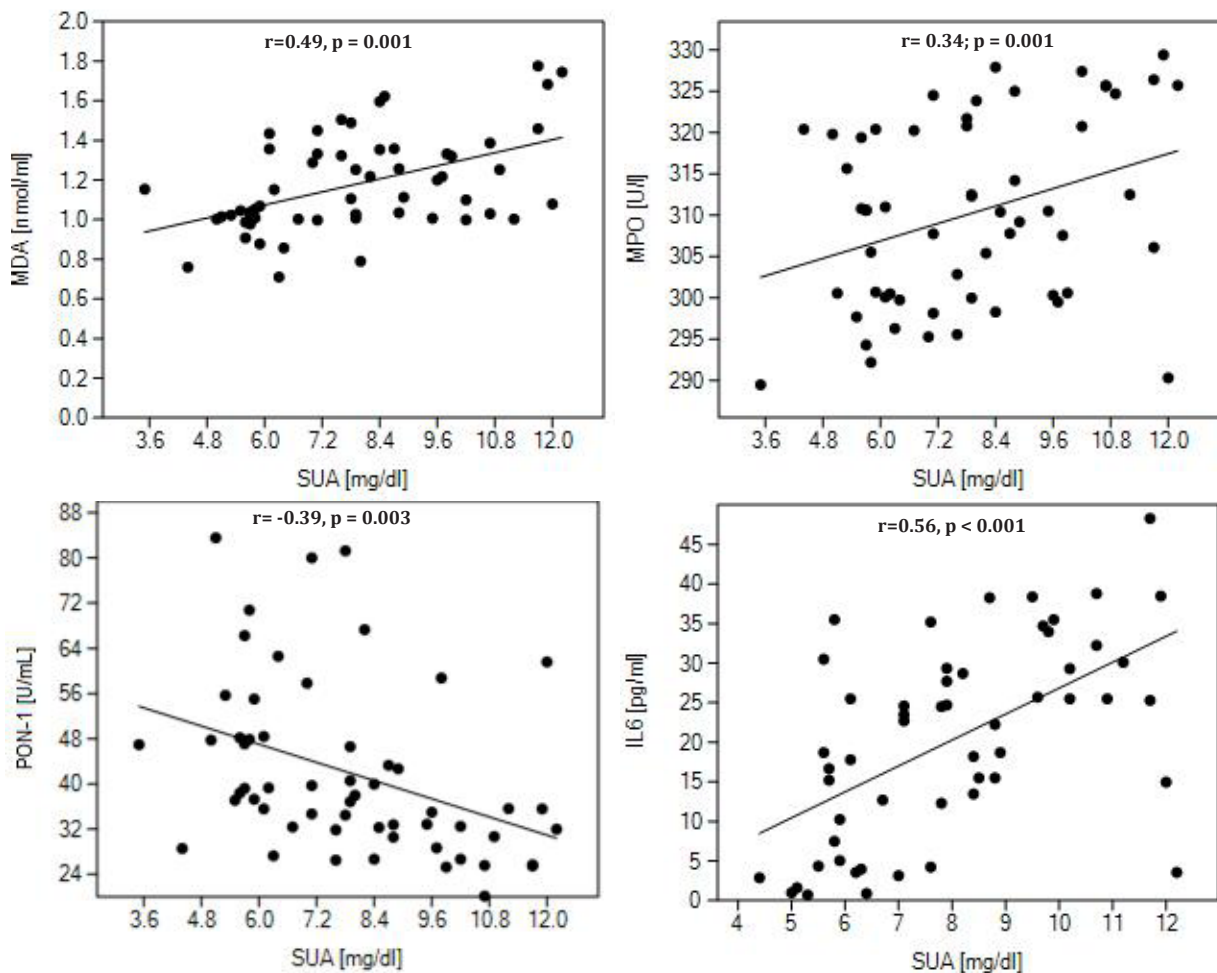 r=0.49, p = 0.001
2.0
1.8
1.6
1.4
1.2
1.0
0.8
0.6
0.4
0.2
0.0
MDA [nmol/ml]
3.6 4.8 6.0 7.2 8.4 9.6 10.8 12.0
SUA [mg/dl]
r= 0.34; p = 0.001
330
325
320
315
310
305
300
295
290
MPO [U/l]
3.6 4.8 6.0 7.2 8.4 9.6 10.8 12.0
SUA [mg/dl]
r= -0.39, p = 0.003
88
80
72
64
56
48
40
32
24
PON-1 [U/mL]
3.6 4.8 6.0 7.2 8.4 9.6 10.8 12.0
SUA [mg/dl]
r=0.56, p < 0.001
45
40
35
30
25
20
15
10
5
0
IL6 [pg/ml]
4 5 6 7 8 9 10 11 12
SUA [mg/dl]